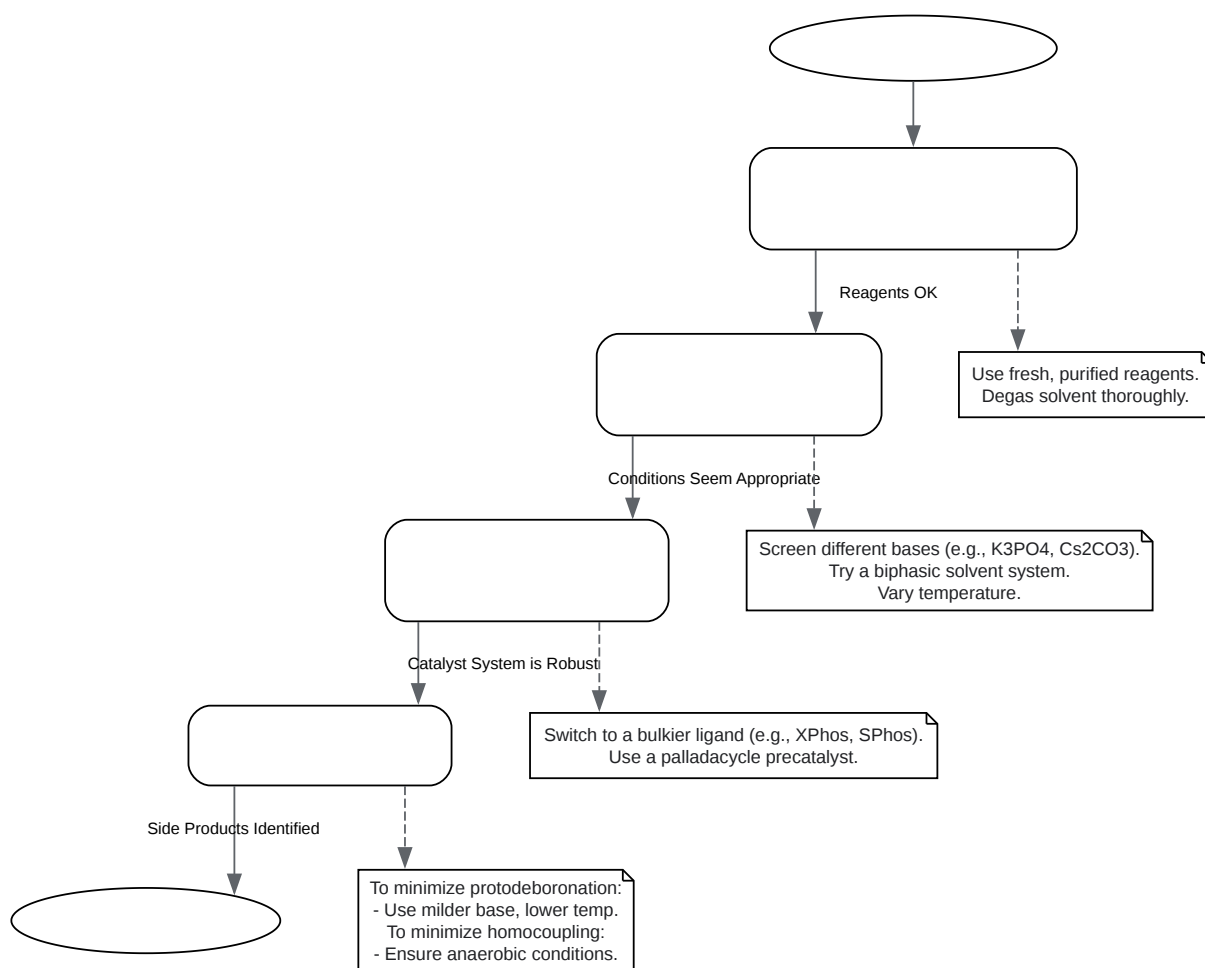 Reagents OK
Use fresh, purified reagents.
Degas solvent thoroughly.
Conditions Seem Appropriate
Screen different bases (e.g., K3PO4, Cs2CO3).
Try a biphasic solvent system.
Vary temperature.
Catalyst System is Robust
Switch to a bulkier ligand (e.g., XPhos, SPhos).
Use a palladacycle precatalyst.
Side Products Identified
To minimize protodeboronation:
- Use milder base, lower temp.
To minimize homocoupling:
- Ensure anaerobic conditions.